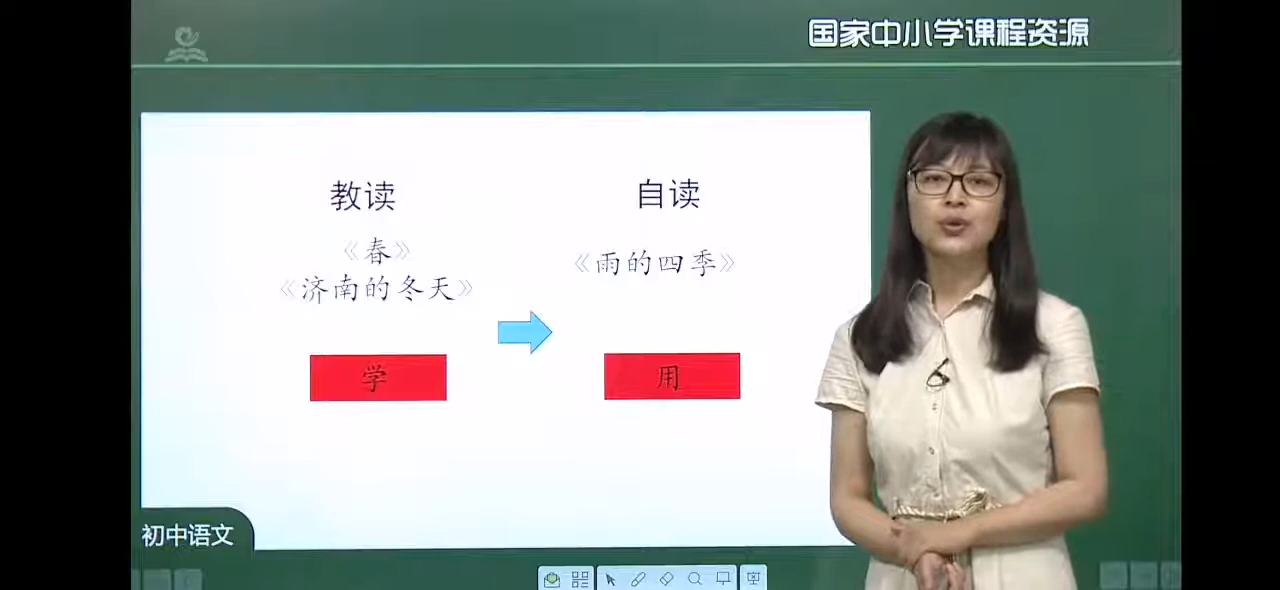 国家中小学课程资源
教读
自读
《春》
《济南的冬天》
《雨的四季》
学
用
初中语文